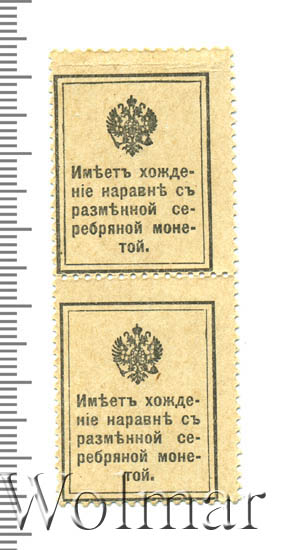 Имѣетъ хожде-
ніе наравнѣ съ
размѣнной се-
ребряной моне-
той.
Имѣетъ хожде-
ніе наравнѣ съ
размѣнной се-
ребряной моне-
той.
Wolmar